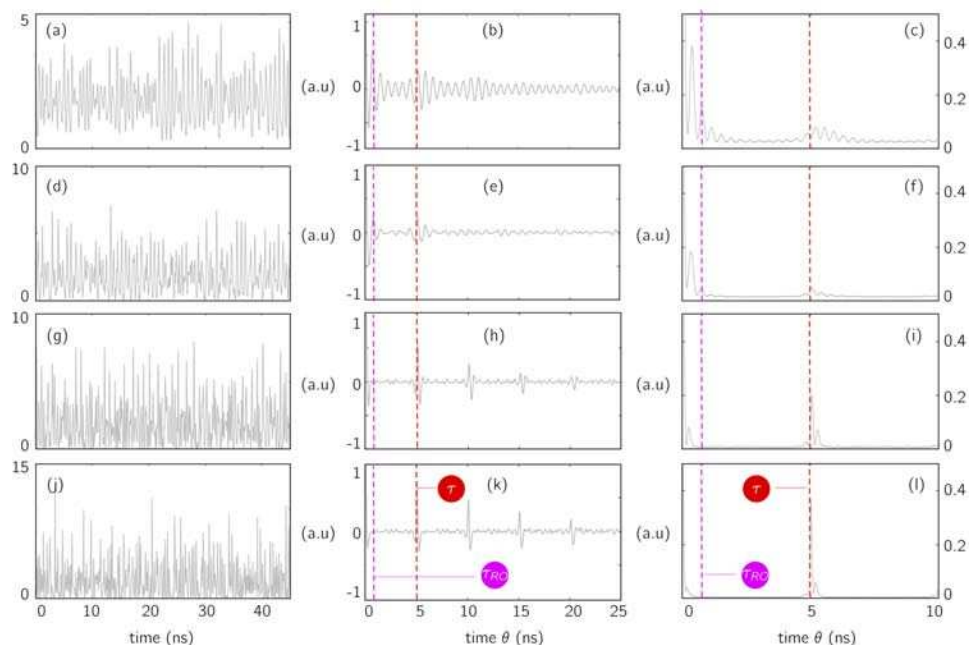 (a) 5 0
(b) 1 0 -1
(c) (a.u) 0.4 0.2 0
(d) 10 0
(e) (a.u) 1 0 -1
(f) (a.u) 0.4 0.2 0
(g) 10 0
(h) (a.u) 1 0 -1
(i) (a.u) 0.4 0.2 0
(j) 15 0
(k) (a.u) 1 0 -1
(l) (a.u) 0.4 0.2 0
τ τ
τRO τRO
0 10 20 30 40 0 5 10 15 20 25 0 5 10
time (ns) time θ (ns) time θ (ns)